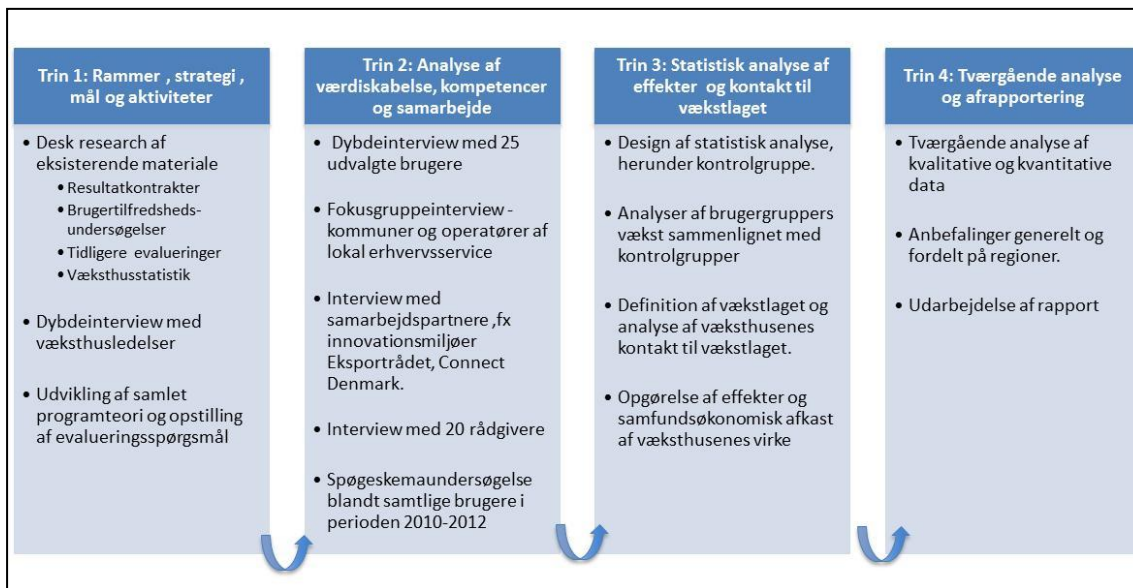 Trin 1: Rammer , strategi ,
mål og aktiviteter
• Desk research af
eksisterende materiale
• Resultatkontrakter
• Brugertilfredsheds-
undersøgelser
• Tidligere evalueringer
• Væksthusstatistik
• Dybdeinterview med
væksthusledelser
• Udvikling af samlet
programteori og opstilling
af evalueringsspørgsmål
Trin 2: Analyse af
værdiskabelse, kompetencer
og samarbejde
• Dybdeinterview med 25
udvalgte brugere
• Fokusgruppeinterview -
kommuner og operatører af
lokal erhvervsservice
• Interview med
samarbejdspartnere ,fx
innovationsmiljøer
Eksportrådet, Connect
Denmark.
• Interview med 20 rådgivere
• Spøgeskemaundersøgelse
blandt samtlige brugere i
perioden 2010-2012
Trin 3: Statistisk analyse af
effekter og kontakt til
vækstlaget
• Design af statistisk analyse,
herunder kontrolgruppe.
• Analyser af brugergruppers
vækst sammenlignet med
kontrolgrupper
• Definition af vækstlaget og
analyse af væksthusenes
kontakt til vækstlaget.
• Opgørelse af effekter og
samfundsøkonomisk afkast
af væksthusenes virke
Trin 4: Tværgående analyse
og afrapportering
• Tværgående analyse af
kvalitative og kvantitative
data
• Anbefalinger generelt og
fordelt på regioner.
• Udarbejdelse af rapport